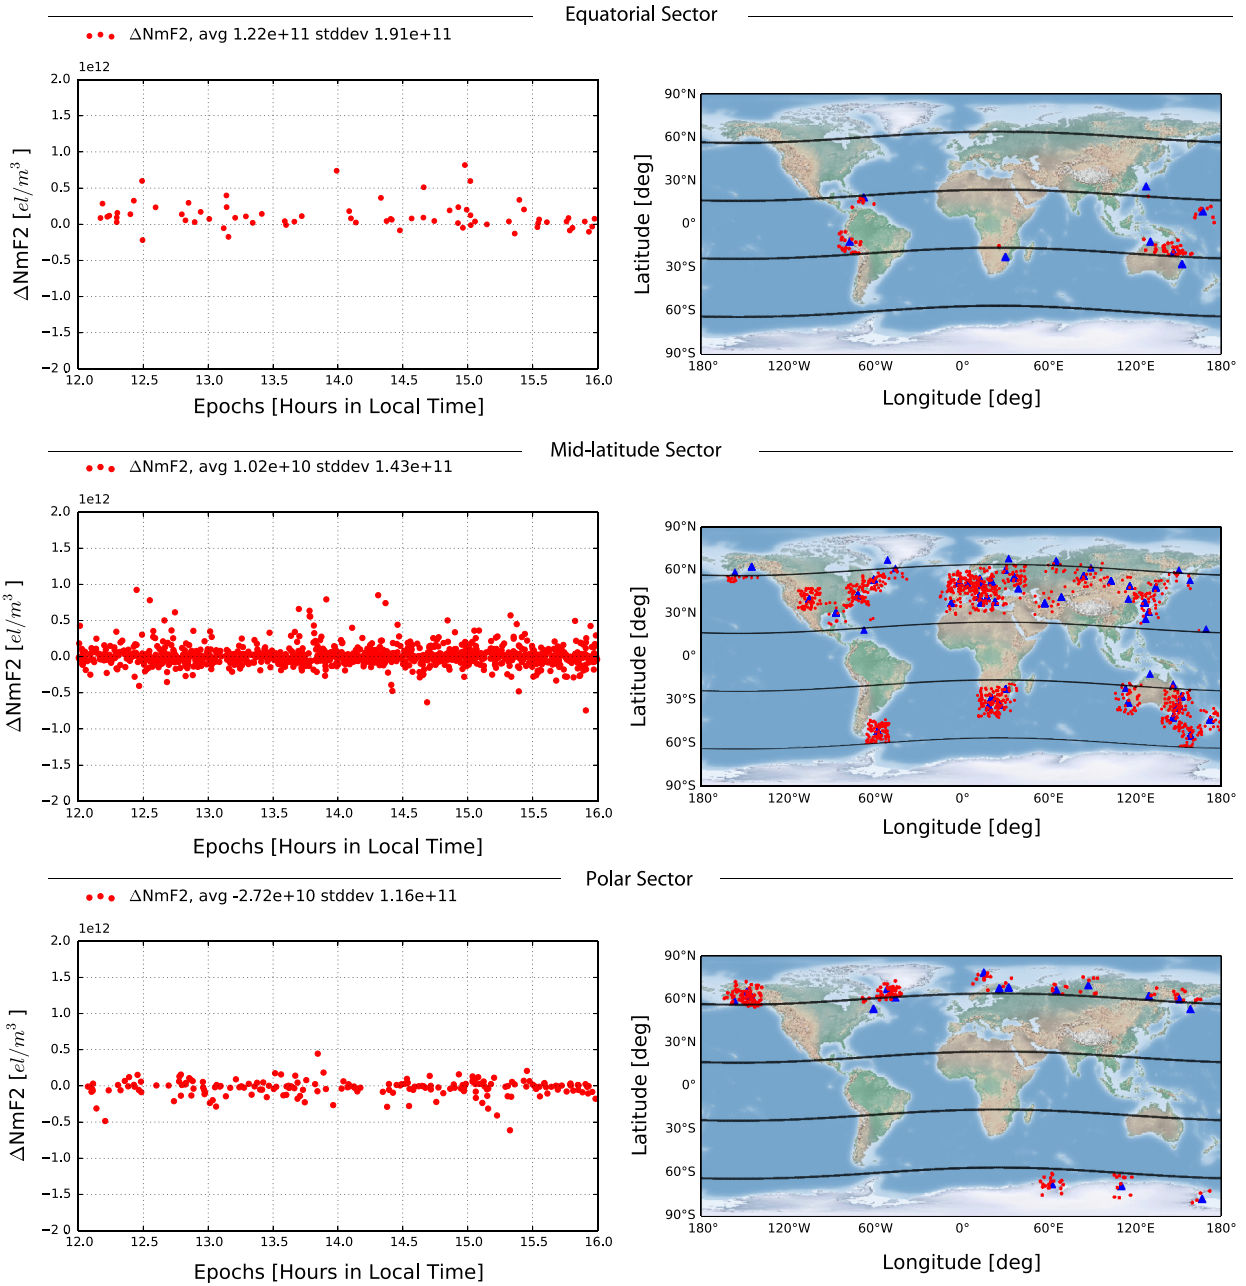 Equatorial Sector
ΔNmF2, avg 1.22e+11 stddev 1.91e+11
1e12
2.0
1.5
1.0
0.5
0.0
−0.5
−1.0
−1.5
−2 0
ΔNmF2 [el/m³ ]
12.0 12.5 13.0 13.5 14.0 14.5 15.0 15.5 16.0
Epochs [Hours in Local Time]
90°N
60°N
30°N
0°
30°S
60°S
90°S
Latitude [deg]
180° 120°W 60°W 0° 60°E 120°E 180°
Longitude [deg]
Mid-latitude Sector
ΔNmF2, avg 1.02e+10 stddev 1.43e+11
1e12
2.0
1.5
1.0
0.5
0.0
−0.5
−1.0
−1.5
−2 0
ΔNmF2 [el/m³ ]
12.0 12.5 13.0 13.5 14.0 14.5 15.0 15.5 16.0
Epochs [Hours in Local Time]
90°N
60°N
30°N
0°
30°S
60°S
90°S
Latitude [deg]
180° 120°W 60°W 0° 60°E 120°E 180°
Longitude [deg]
Polar Sector
ΔNmF2, avg -2.72e+10 stddev 1.16e+11
1e12
2.0
1.5
1.0
0.5
0.0
−0.5
−1.0
−1.5
−2 0
ΔNmF2 [el/m³ ]
12.0 12.5 13.0 13.5 14.0 14.5 15.0 15.5 16.0
Epochs [Hours in Local Time]
90°N
60°N
30°N
0°
30°S
60°S
90°S
Latitude [deg]
180° 120°W 60°W 0° 60°E 120°E 180°
Longitude [deg]